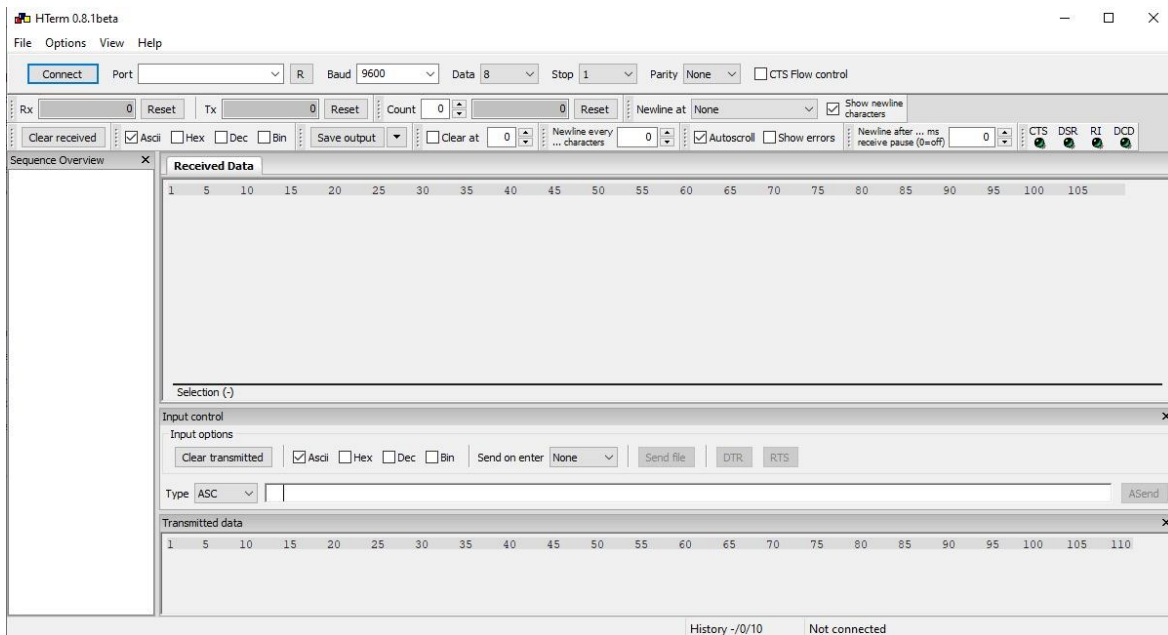 HTerm 0.8.1beta
File Options View Help
Connect Port R Baud 9600 Data 8 Stop 1 Parity None CTS Flow control
Rx 0 Reset Tx 0 Reset Count 0 0 Reset Newline at None Show newline characters
Clear received Ascii Hex Dec Bin Save output Clear at 0 Newline every ... characters 0 Autoscroll Show errors Newline after ... ms receive pause (0=off) 0 CTS DSR RI DCD
Sequence Overview
Received Data
1 5 10 15 20 25 30 35 40 45 50 55 60 65 70 75 80 85 90 95 100 105
Selection (-)
Input control
Input options
Clear transmitted Ascii Hex Dec Bin Send on enter None Send file DTR RTS
Type ASC ASend
Transmitted data
1 5 10 15 20 25 30 35 40 45 50 55 60 65 70 75 80 85 90 95 100 105 110
History -/0/10 Not connected